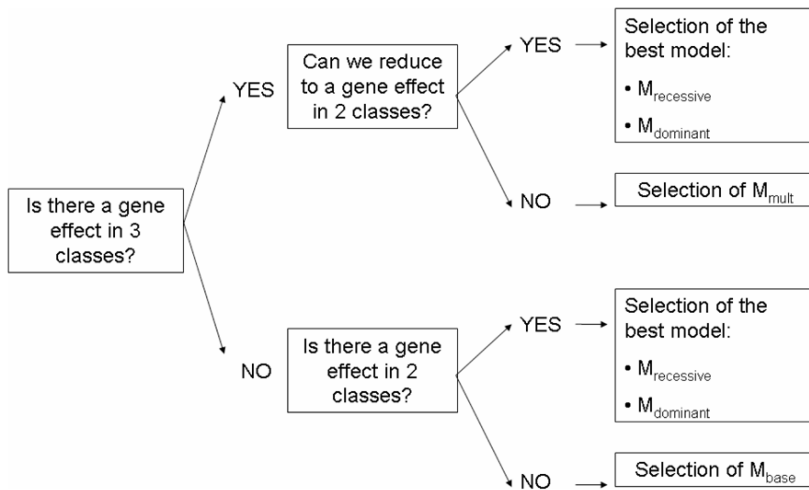 Is there a gene
effect in 3
classes?
YES
Can we reduce
to a gene effect
in 2 classes?
YES
Selection of the
best model:
• Mrecessive
• Mdominant
NO
Selection of Mmult
NO
Is there a gene
effect in 2
classes?
YES
Selection of the
best model:
• Mrecessive
• Mdominant
NO
Selection of Mbase